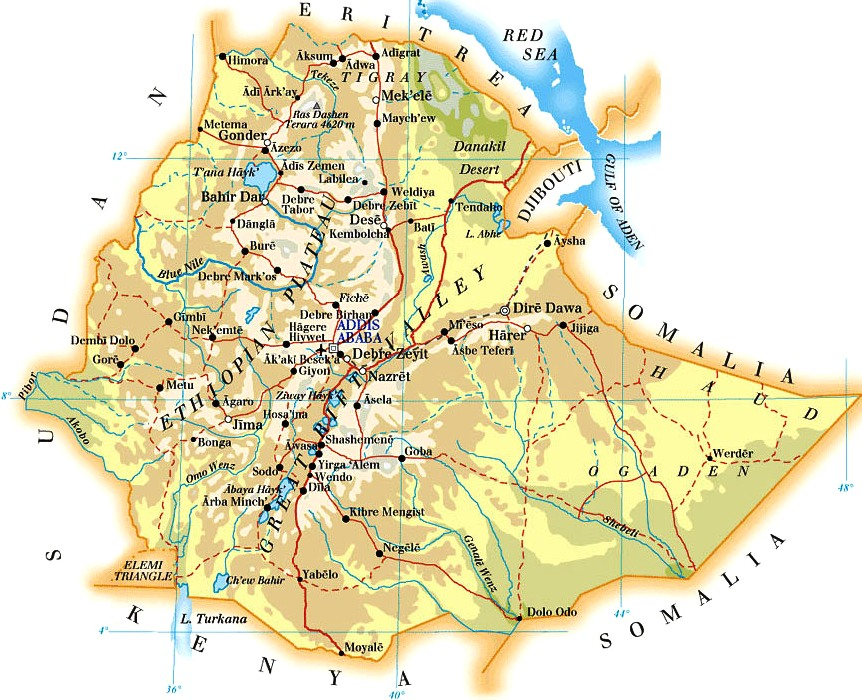 ERITREA
RED
SEA
Himora
Āksum
Ādwa
Ādīgrat
Tekezē
TIGRAY
Ādī Ārk'ay
Mek'elē
Ras Dashen
Terara 4620 m
Maych'ew
Metema
Gonder
Āzezo
12°
Danakil
Desert
T'ana Hāyk'
Ādīs Zemen
Labilea
DJIBOUTI
GULF OF ADEN
Bahir Dar
Debre
Tabor
Weldiya
Debre Zebīt
Desē
Kembolcha
Batī
Tendaho
L. Abhe
Āysha
Dānglā
Burē
Blue Nile
Debre Mark'os
Awash
SUDAN
ETHIOPIAN PLATEAU
GREAT RIFT VALLEY
Fichē
Debre Birhan
Gīmbī
Nek'emtē
Hāgere
Hivwet
ADDIS
ABABA
Dirē Dawa
Mī'ēso
Hārer
Jijiga
Āsbe Teferī
SOMALIA
Dembī Dolo
Gorē
Āk'ak'ī Besek'a
Debre Zeyit
Giyon
Nazrēt
Metu
Pibor
8°
Akobo
Āgaro
Jīma
Zīway Hāyk'
Āsela
Hosa'ina
Bonga
HAUD
Āwasa
Shashemenē
Goba
Werdēr
OGADEN
Omo Wenz
Sodo
Yirga 'Alem
Wendo
Dīla
Ābaya Hāyk'
Ārba Minch'
48°
Kibre Mengist
Shebeli
Negēlē
Genalē Wenz
ELEMI
TRIANGLE
Ch'ew Bahir
Yabēlo
L. Turkana
Dolo Odo
44°
SOMALIA
4°
KENYA
Moyalē
36°
40°